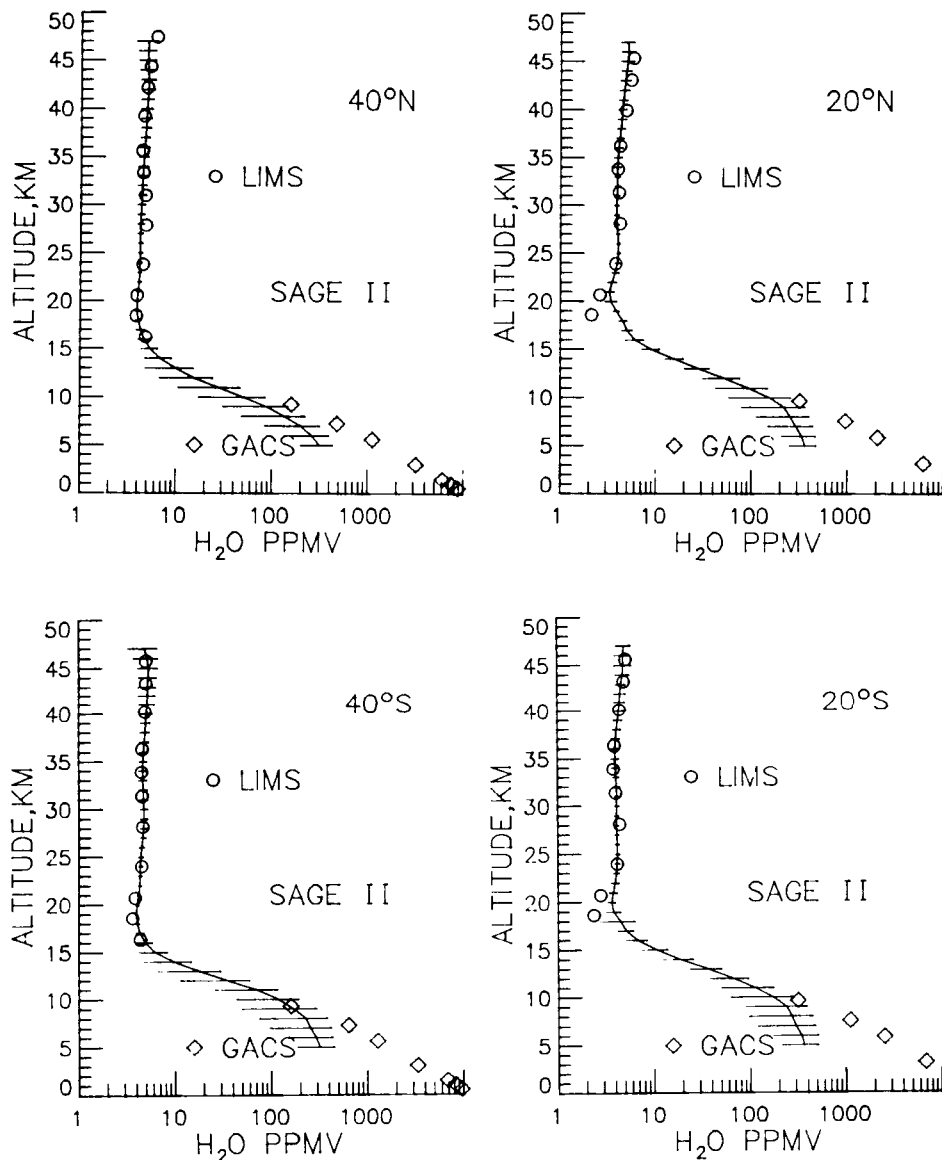 50
45
40
35
30
25
20
15
10
5
0
ALTITUDE,KM
40°N
○ LIMS
SAGE II
◇ GACS
1 10 100 1000
H₂O PPMV
50
45
40
35
30
25
20
15
10
5
0
ALTITUDE,KM
20°N
○ LIMS
SAGE II
◇ GACS
1 10 100 1000
H₂O PPMV
50
45
40
35
30
25
20
15
10
5
0
ALTITUDE,KM
40°S
○ LIMS
SAGE II
◇ GACS
1 10 100 1000
H₂O PPMV
50
45
40
35
30
25
20
15
10
5
0
ALTITUDE,KM
20°S
○ LIMS
SAGE II
◇ GACS
1 10 100 1000
H₂O PPMV